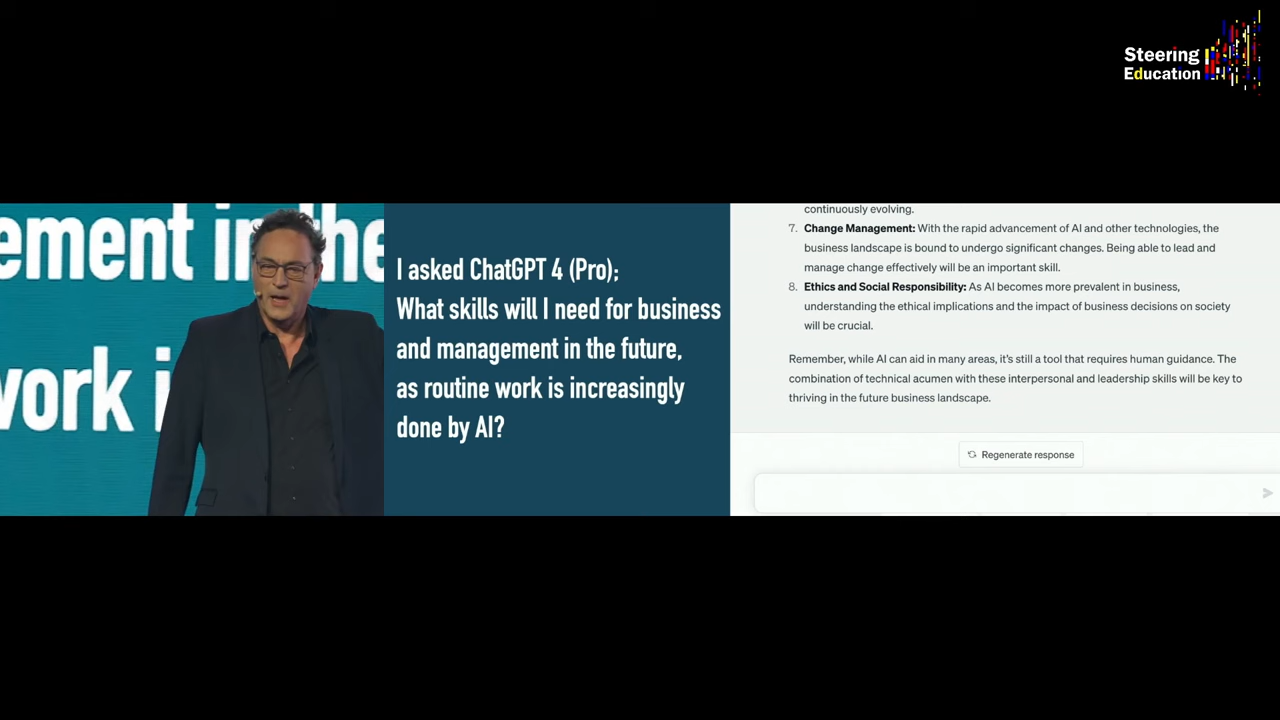 Steering
Education
ement in the
work i
I asked ChatGPT 4 (Pro);
What skills will I need for business
and management in the future,
as routine work is increasingly
done by AI?
continuously evolving.
7. Change Management: With the rapid advancement of AI and other technologies, the
business landscape is bound to undergo significant changes. Being able to lead and
manage change effectively will be an important skill.
8. Ethics and Social Responsibility: As AI becomes more prevalent in business,
understanding the ethical implications and the impact of business decisions on society
will be crucial.
Remember, while AI can aid in many areas, it's still a tool that requires human guidance. The
combination of technical acumen with these interpersonal and leadership skills will be key to
thriving in the future business landscape.
Regenerate response